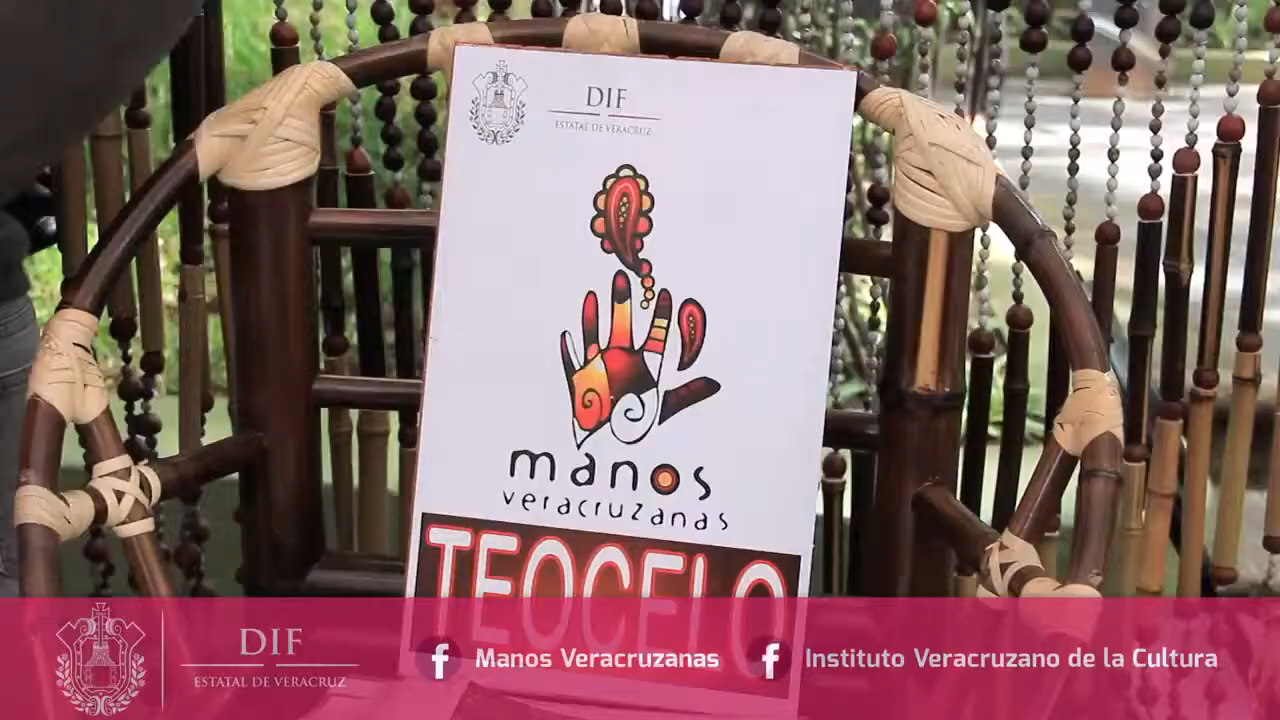 DIF
ESTATAL DE VERACRUZ
manos
veracruzanas
TEOCELO
DIF
ESTATAL DE VERACRUZ
Manos Veracruzanas
Instituto Veracruzano de la Cultura